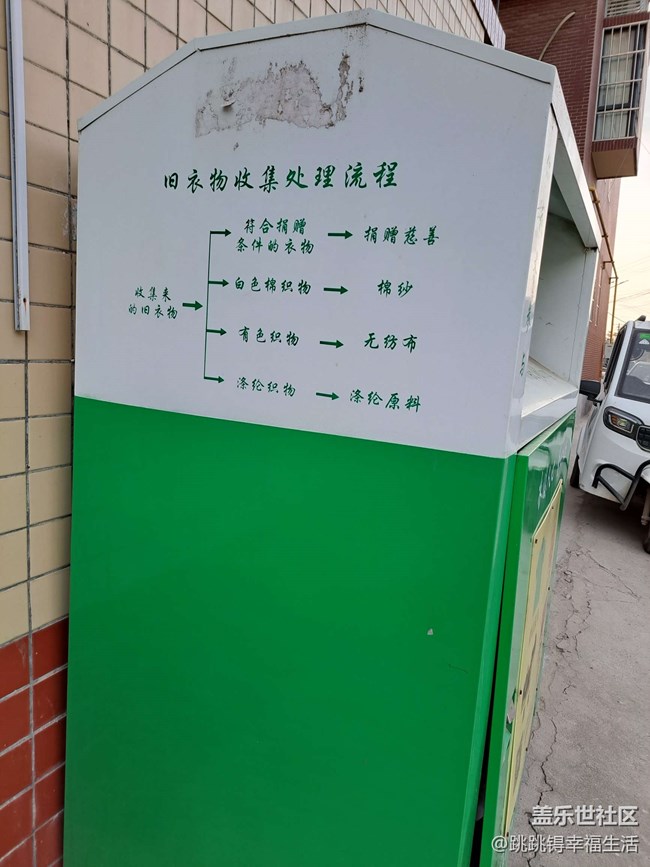 旧衣物收集处理流程
收集来
的旧衣物
符合捐赠
条件的衣物
捐赠慈善
白色棉织物
棉纱
有色织物
无纺布
涤纶织物
涤纶原料
盖乐世社区
@跳跳锝幸福生活